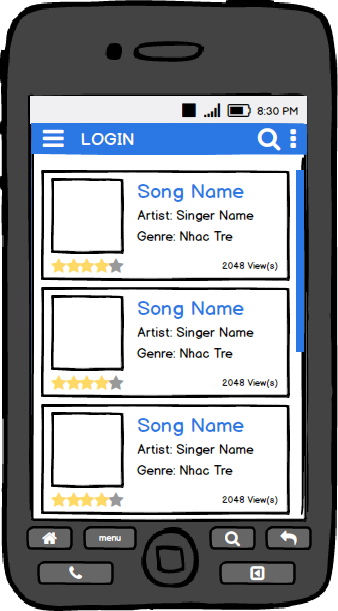 8:30 PM
LOGIN
Song Name
Artist: Singer Name
Genre: Nhac Tre
2048 View(s)
Song Name
Artist: Singer Name
Genre: Nhac Tre
2048 View(s)
Song Name
Artist: Singer Name
Genre: Nhac Tre
2048 View(s)
menu